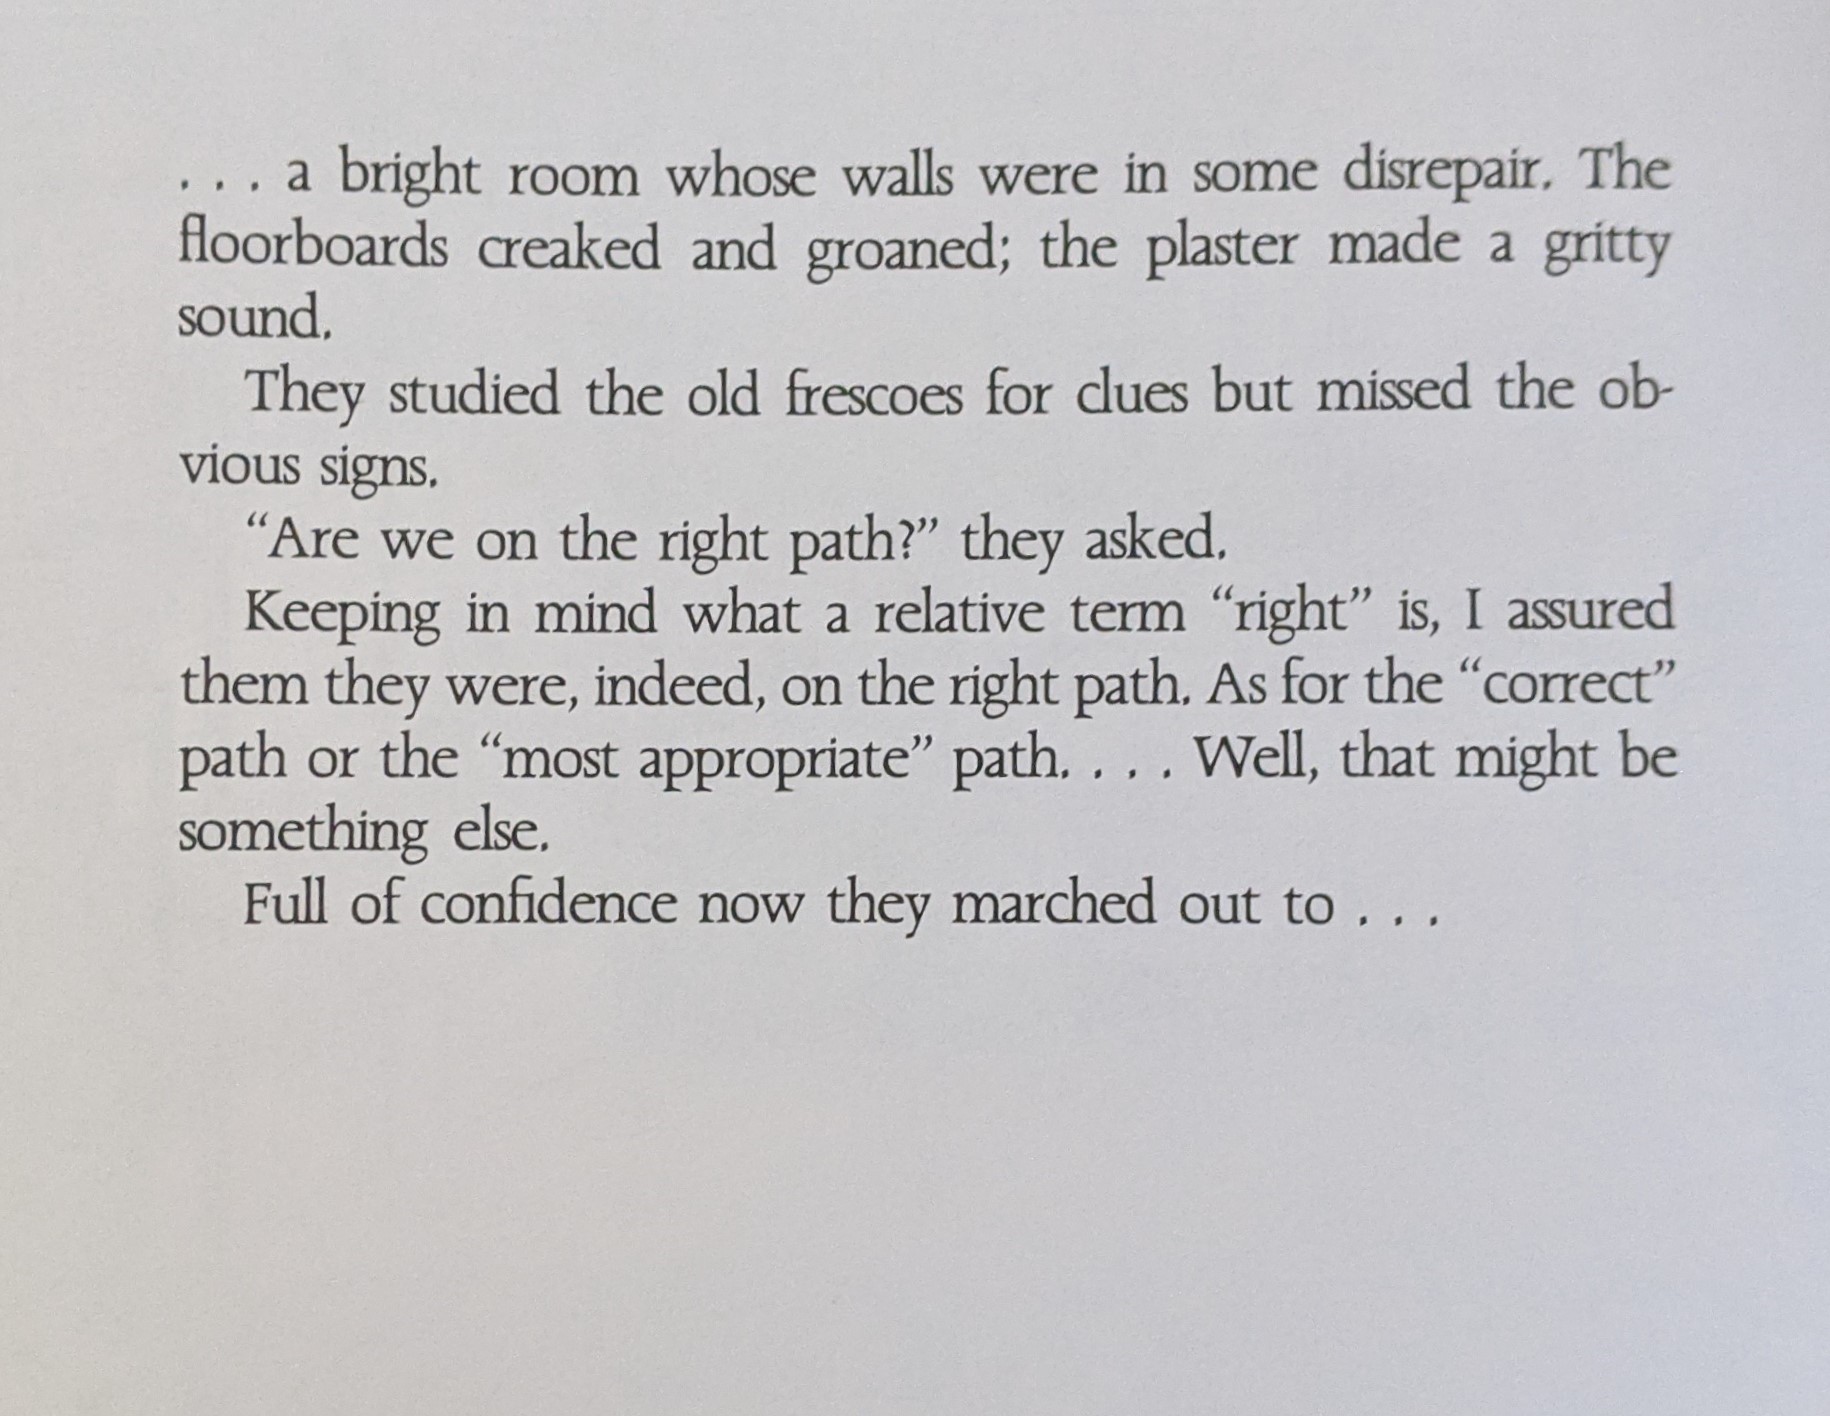 . . . a bright room whose walls were in some disrepair. The
floorboards creaked and groaned; the plaster made a gritty
sound.
They studied the old frescoes for clues but missed the ob-
vious signs.
“Are we on the right path?” they asked.
Keeping in mind what a relative term “right” is, I assured
them they were, indeed, on the right path. As for the “correct”
path or the “most appropriate” path. . . . Well, that might be
something else.
Full of confidence now they marched out to . . .